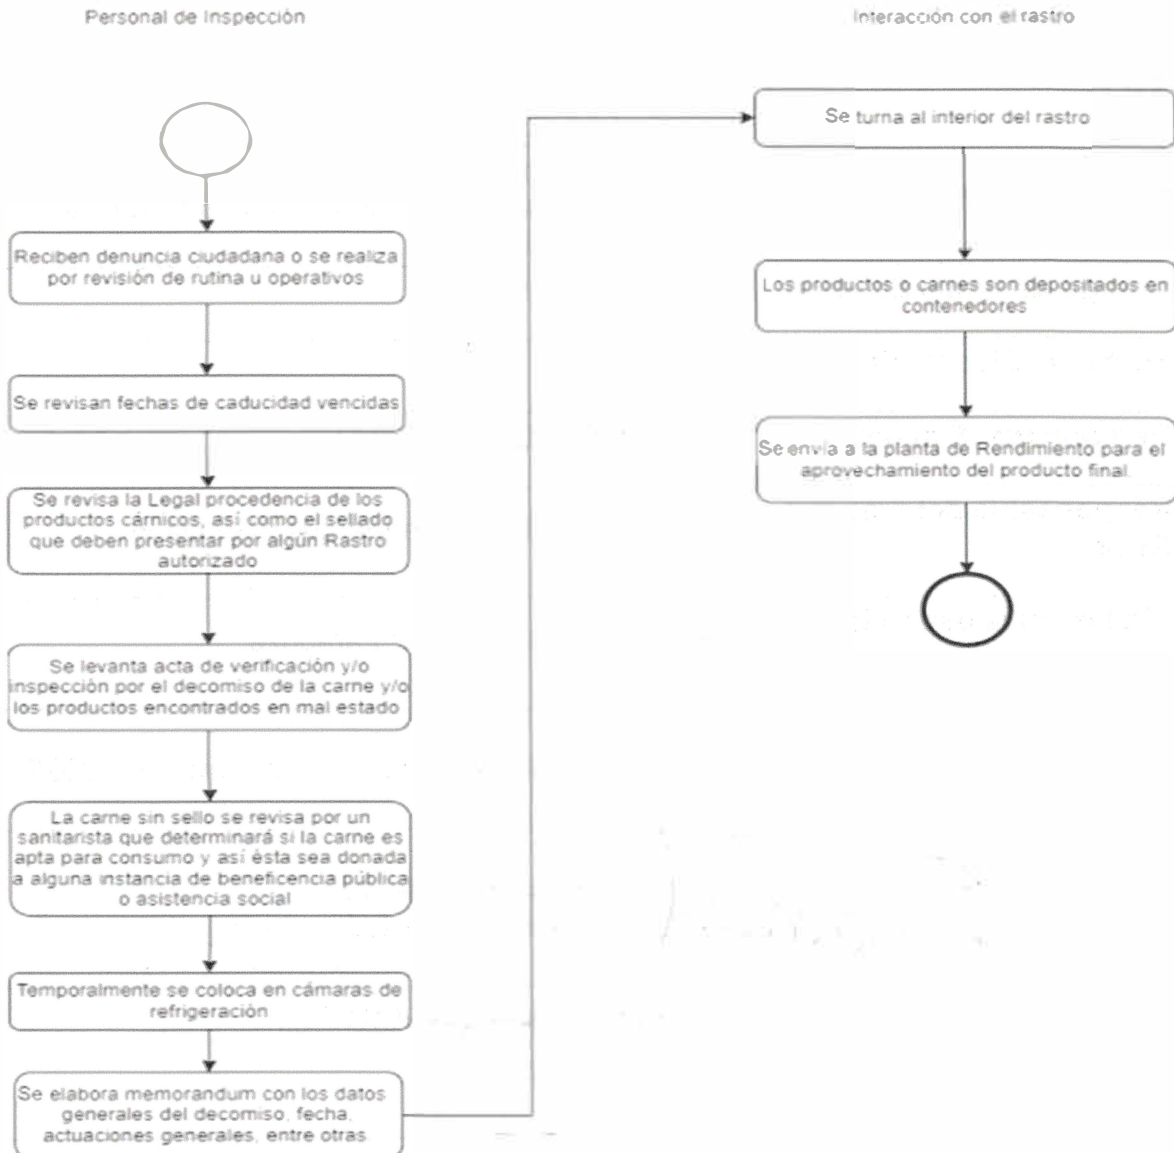 Personal de Inspección
Interacción con el rastro
Reciben denuncia ciudadana o se realiza
por revisión de rutina u operativos
Se revisan fechas de caducidad vencidas
Se revisa la Legal procedencia de los
productos cárnicos, así como el sellado
que deben presentar por algún Rastro
autorizado
Se levanta acta de verificación y/o
inspección por el decomiso de la carne y/o
los productos encontrados en mal estado
La carne sin sello se revisa por un
sanitarista que determinará si la carne es
apta para consumo y así ésta sea donada
a alguna instancia de beneficencia pública
o asistencia social
Temporalmente se coloca en cámaras de
refrigeración
Se elabora memorandum con los datos
generales del decomiso, fecha,
actuaciones generales, entre otras
Se turna al interior del rastro
Los productos o carnes son depositados en
contenedores
Se envía a la planta de Rendimiento para el
aprovechamiento del producto final.